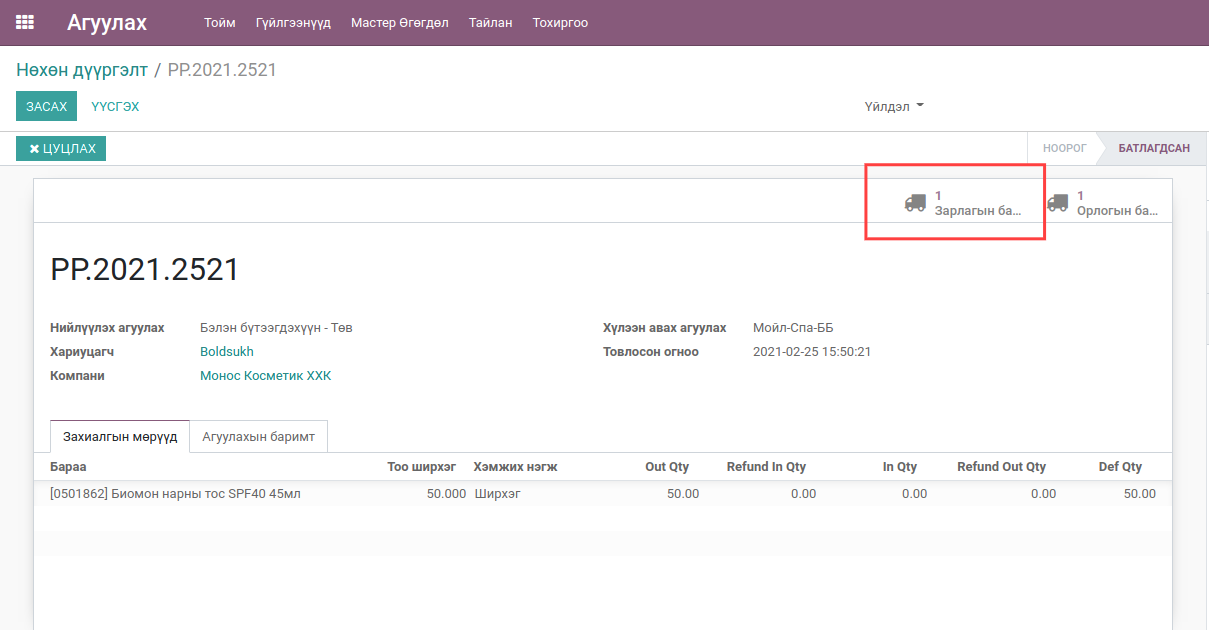 Агуулах Тойм Гүйлгээнүүд Мастер Өгөгдөл Тайлан Тохиргоо
Нөхөн дүүргэлт / PP.2021.2521
ЗАСАХ ҮҮСГЭХ Үйлдэл
ЦУЦЛАХ НООРОГ БАТЛАГДСАН
1 Зарлагын ба... 1 Орлогын ба...
PP.2021.2521
Нийлүүлэх агуулах Бэлэн бүтээгдэхүүн - Төв Хүлээн авах агуулах Мойл-Спа-ББ
Хариуцагч Boldsukh Товлосон огноо 2021-02-25 15:50:21
Компани Монос Косметик ХХК
Захиалгын мөрүүд Агуулахын баримт
Бараа Тоо ширхэг Хэмжих нэгж Out Qty Refund In Qty In Qty Refund Out Qty Def Qty
[0501862] Биомон нарны тос SPF40 45мл 50.000 Ширхэг 50.00 0.00 0.00 0.00 50.00